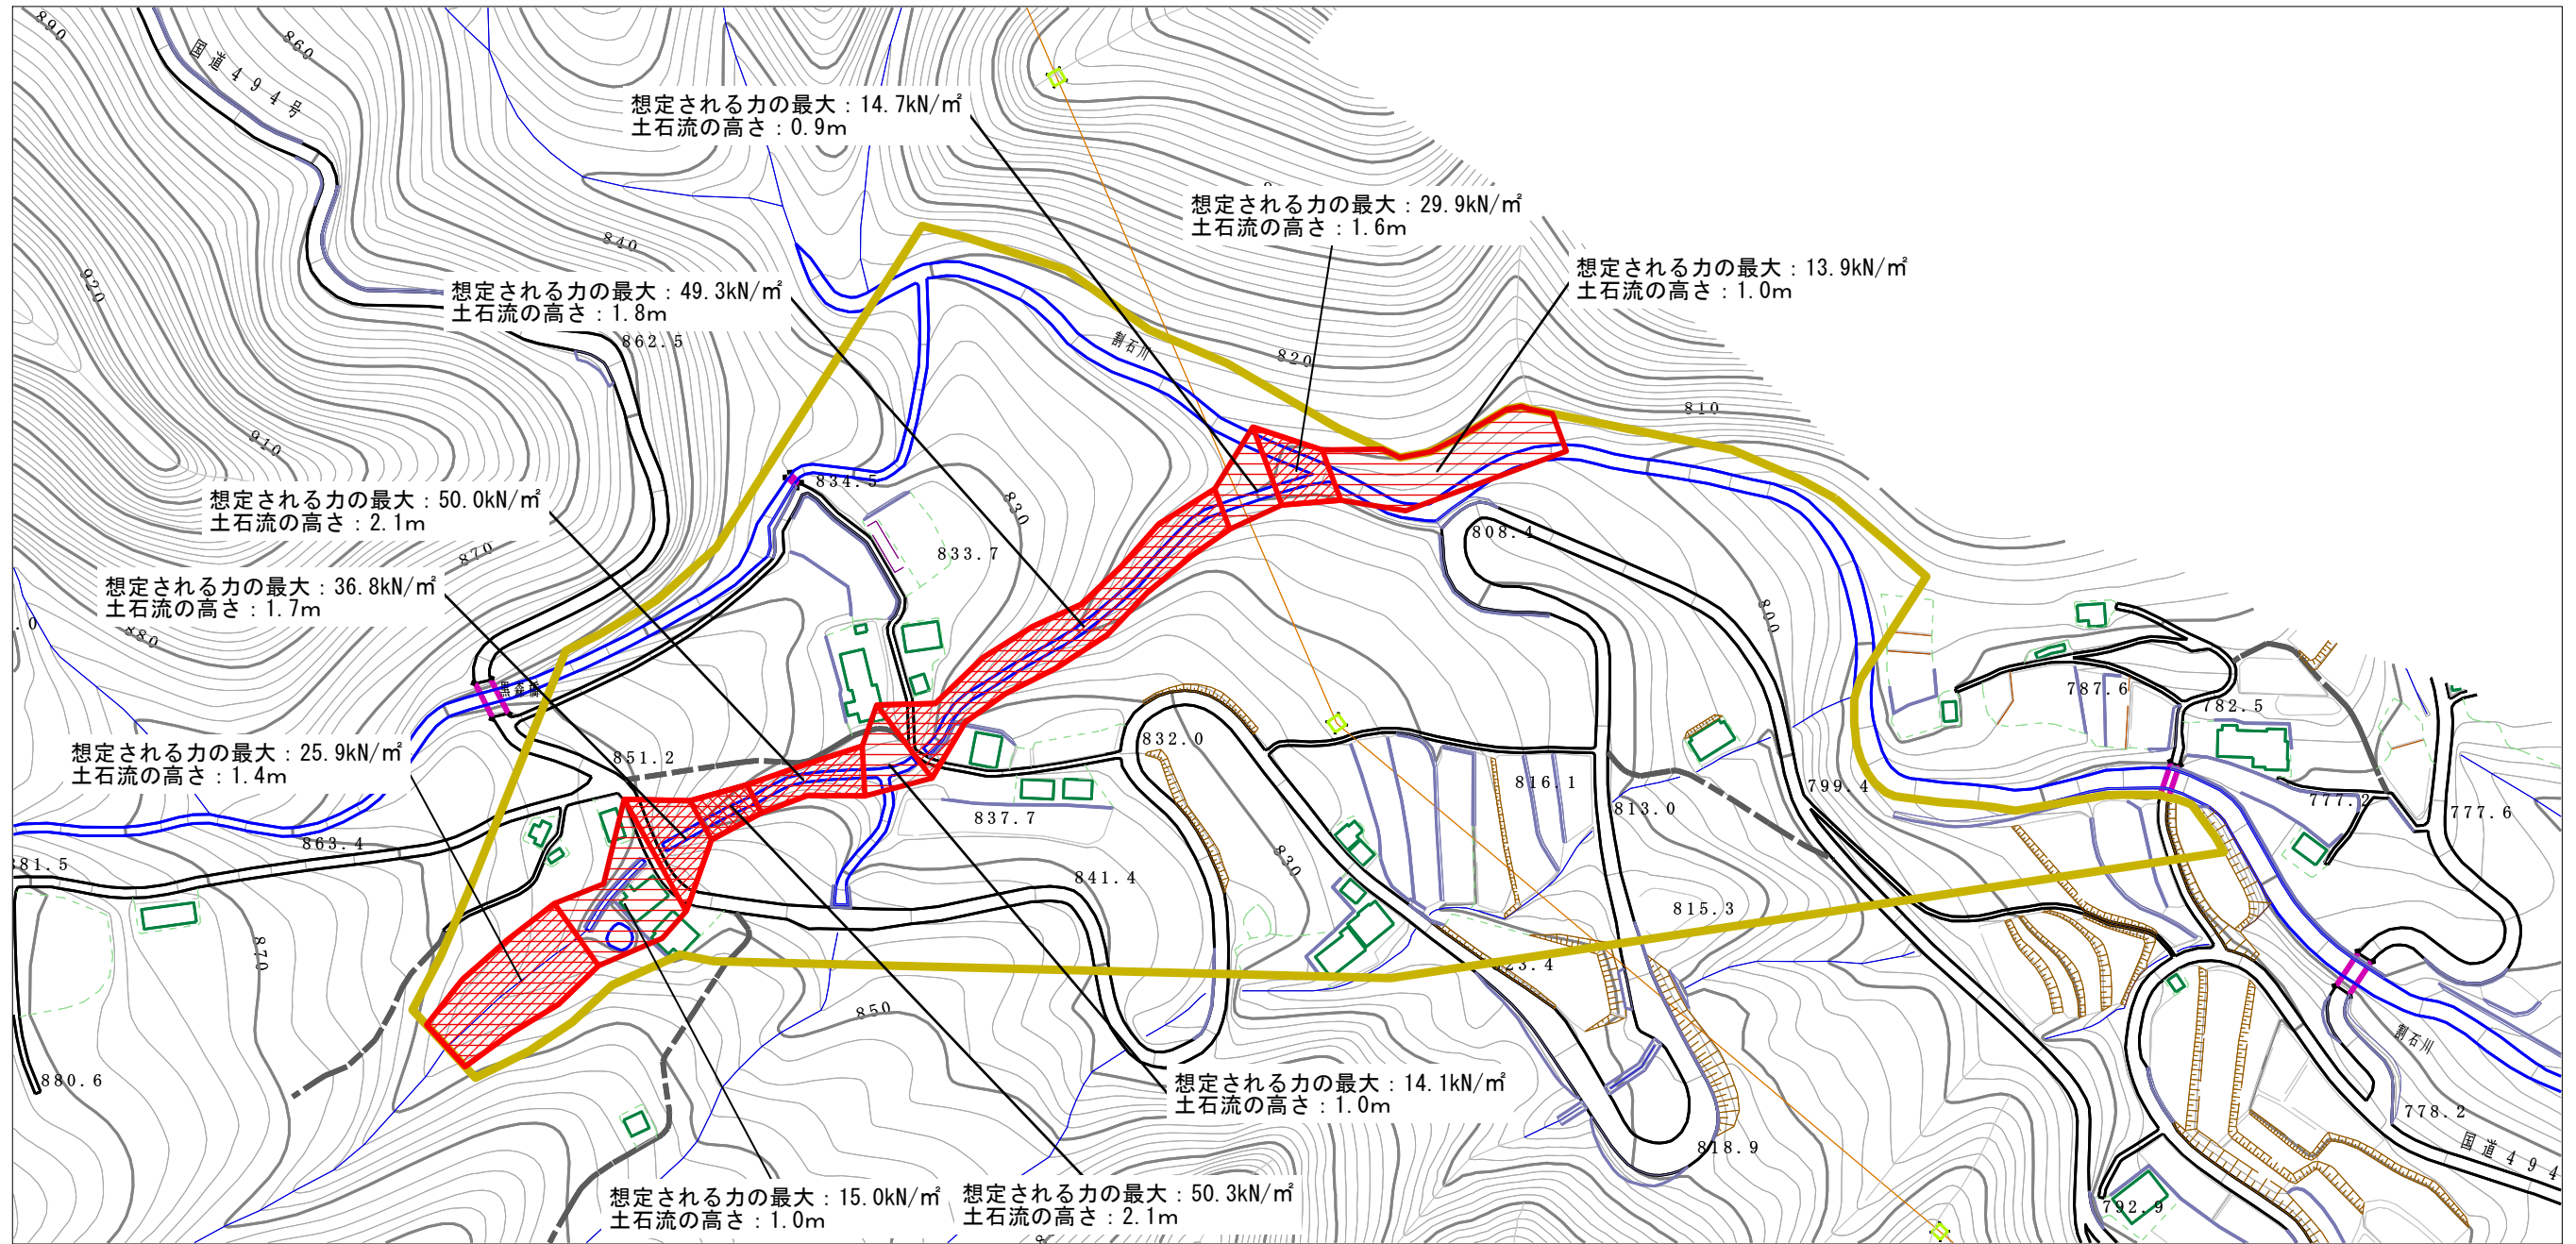 890
860
国道494号
想定される力の最大：14.7kN/㎡
土石流の高さ：0.9m
想定される力の最大：29.9kN/㎡
土石流の高さ：1.6m
840
想定される力の最大：13.9kN/㎡
土石流の高さ：1.0m
920
想定される力の最大：49.3kN/㎡
土石流の高さ：1.8m
862.5
割石川
820
810
910
834.5
830
想定される力の最大：50.0kN/㎡
土石流の高さ：2.1m
870
833.7
808.4
想定される力の最大：36.8kN/㎡
土石流の高さ：1.7m
800
880
787.6
782.5
832.0
想定される力の最大：25.9kN/㎡
土石流の高さ：1.4m
851.2
816.1
813.0
799.4
777.2
777.6
837.7
863.4
881.5
830
841.4
815.3
870
850
割石川
880.6
想定される力の最大：14.1kN/㎡
土石流の高さ：1.0m
778.2
818.9
国道494
想定される力の最大：15.0kN/㎡
土石流の高さ：1.0m
想定される力の最大：50.3kN/㎡
土石流の高さ：2.1m
792.9